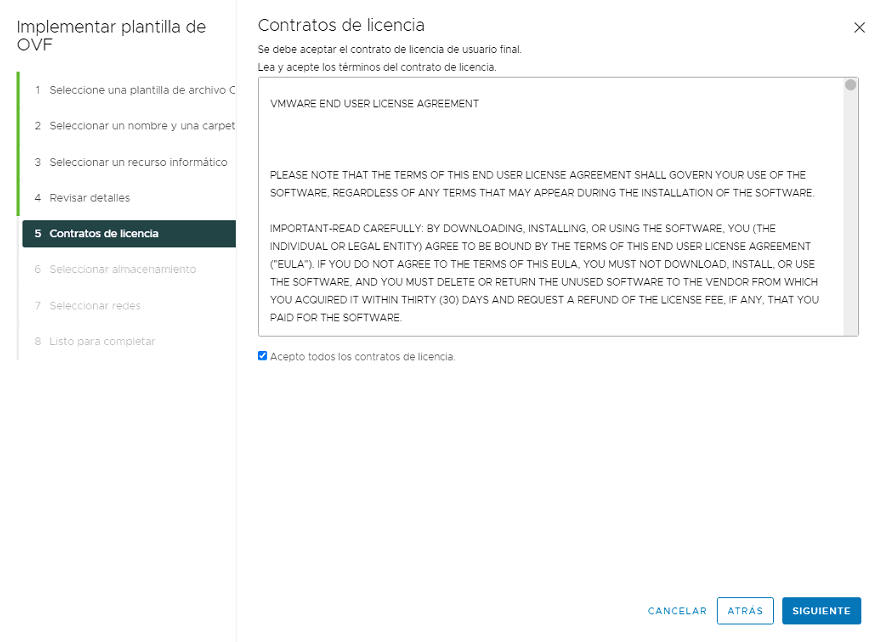 Implementar plantilla de
OVF
1 Seleccione una plantilla de archivo O
2 Seleccionar un nombre y una carpet
3 Seleccionar un recurso informático
4 Revisar detalles
5 Contratos de licencia
6 Seleccionar almacenamiento
7 Seleccionar redes
8 Listo para completar
Contratos de licencia
Se debe aceptar el contrato de licencia de usuario final.
Lea y acepte los términos del contrato de licencia.
VMWARE END USER LICENSE AGREEMENT
PLEASE NOTE THAT THE TERMS OF THIS END USER LICENSE AGREEMENT SHALL GOVERN YOUR USE OF THE
SOFTWARE, REGARDLESS OF ANY TERMS THAT MAY APPEAR DURING THE INSTALLATION OF THE SOFTWARE.
IMPORTANT-READ CAREFULLY: BY DOWNLOADING, INSTALLING, OR USING THE SOFTWARE, YOU (THE
INDIVIDUAL OR LEGAL ENTITY) AGREE TO BE BOUND BY THE TERMS OF THIS END USER LICENSE AGREEMENT
("EULA"). IF YOU DO NOT AGREE TO THE TERMS OF THIS EULA, YOU MUST NOT DOWNLOAD, INSTALL, OR USE
THE SOFTWARE, AND YOU MUST DELETE OR RETURN THE UNUSED SOFTWARE TO THE VENDOR FROM WHICH
YOU ACQUIRED IT WITHIN THIRTY (30) DAYS AND REQUEST A REFUND OF THE LICENSE FEE, IF ANY, THAT YOU
PAID FOR THE SOFTWARE.
Acepto todos los contratos de licencia.
CANCELAR
ATRÁS
SIGUIENTE